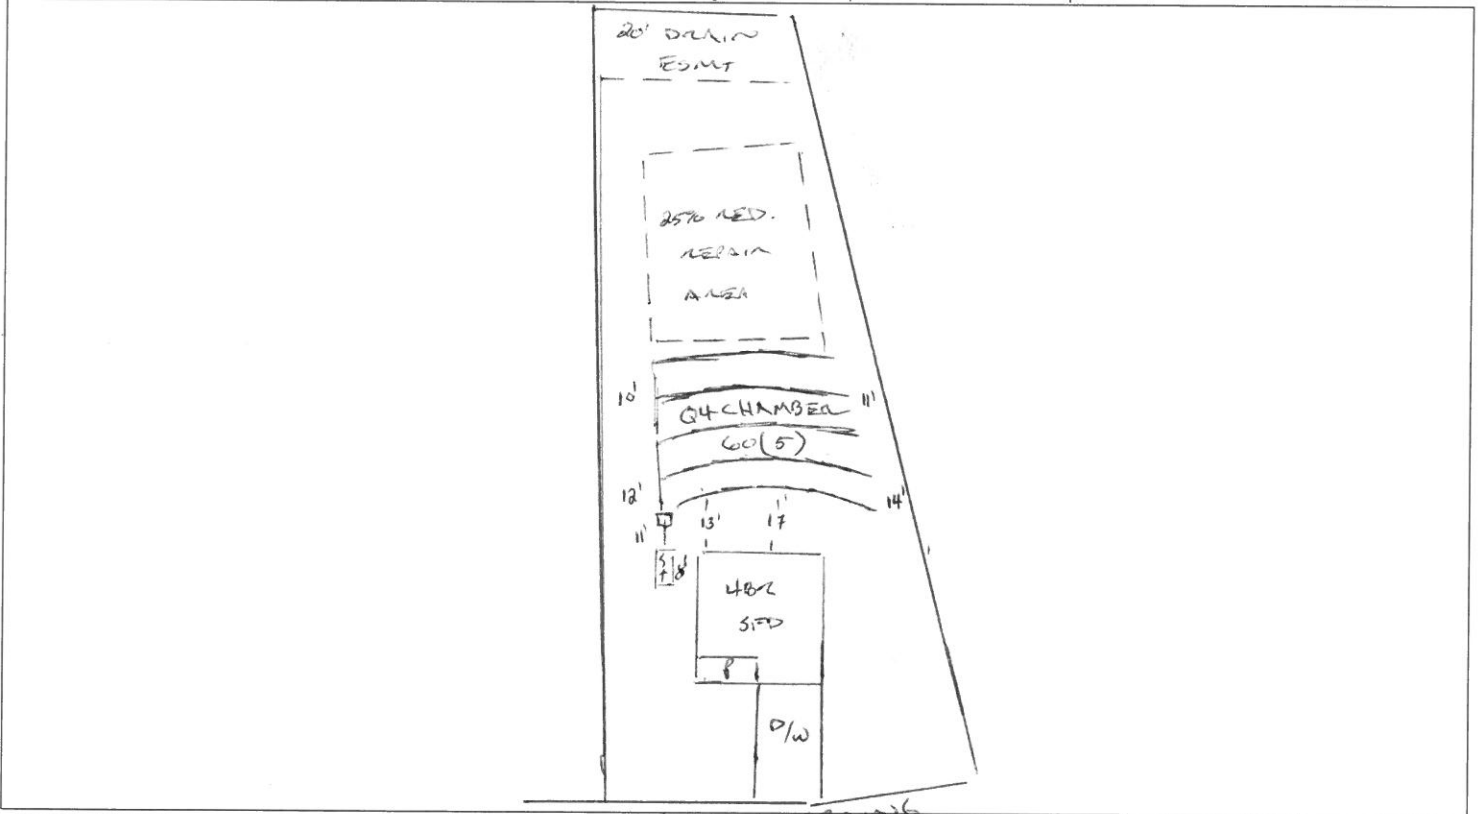 20' DRAIN
ESMT
25% RED.
REPAIR
AREA
10'
11'
Q4 CHAMBER
60(5)
12'
14'
13'
17'
11'
ST
8'
4BR
SFD
P
D/W